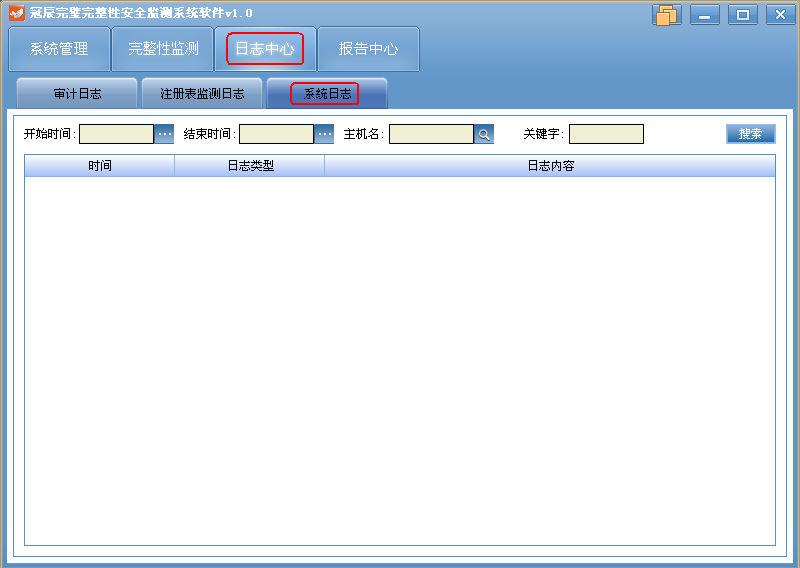 冠辰完璧完整性安全监测系统软件v1.0
系统管理 完整性监测 日志中心 报告中心
审计日志 注册表监测日志 系统日志
开始时间: 结束时间: 主机名: 关键字: 搜索
时间 日志类型 日志内容